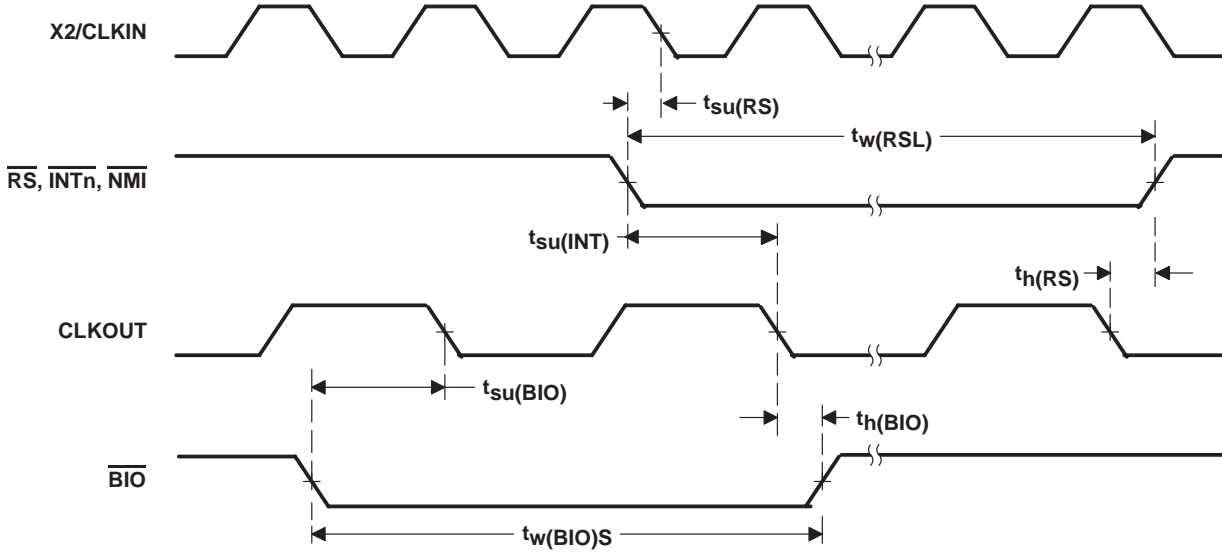 X2/CLKIN
tsu(RS)
tw(RSL)
RS, INTn, NMI
tsu(INT)
th(RS)
CLKOUT
tsu(BIO)
th(BIO)
BIO
tw(BIO)S